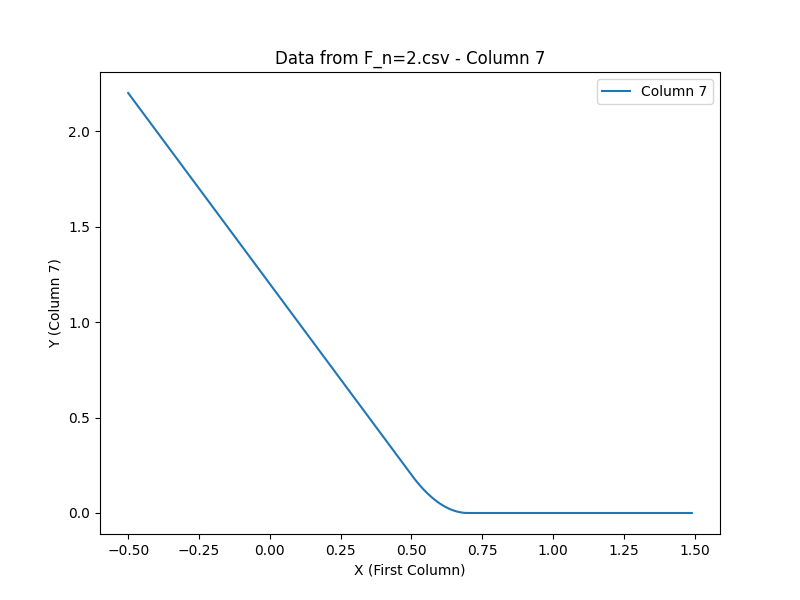 Data from F_n=2.csv - Column 7
Column 7
2.0
1.5
1.0
0.5
0.0
Y (Column 7)
−0.50 −0.25 0.00 0.25 0.50 0.75 1.00 1.25 1.50
X (First Column)